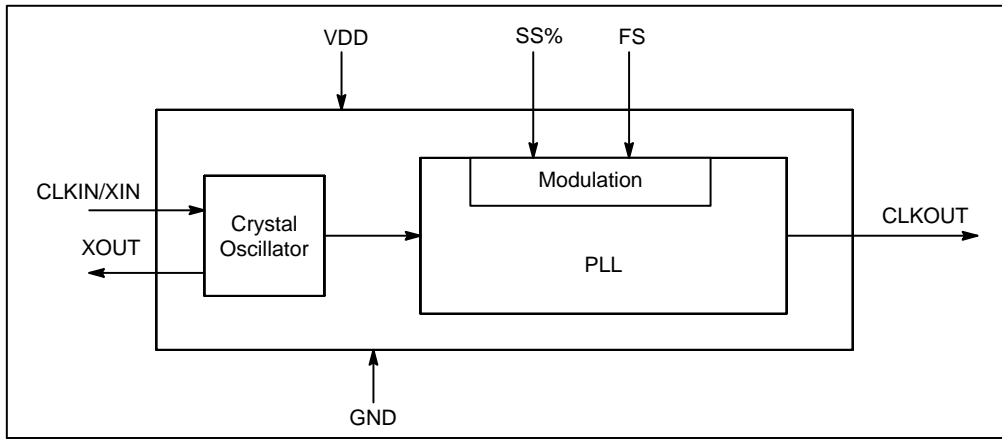 VDD
SS%
FS
CLKIN/XIN
XOUT
Crystal
Oscillator
Modulation
PLL
CLKOUT
GND